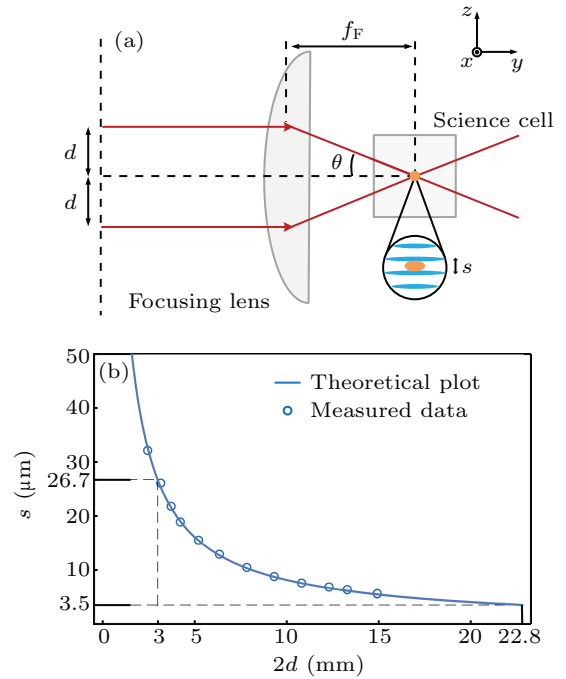 (a)
f_F
z
x
y
Science cell
d
θ
d
s
Focusing lens
(b)
50
40
30
26.7
20
10
3.5
s (μm)
Theoretical plot
Measured data
0 3 5 10 15 20 22.8
2d (mm)